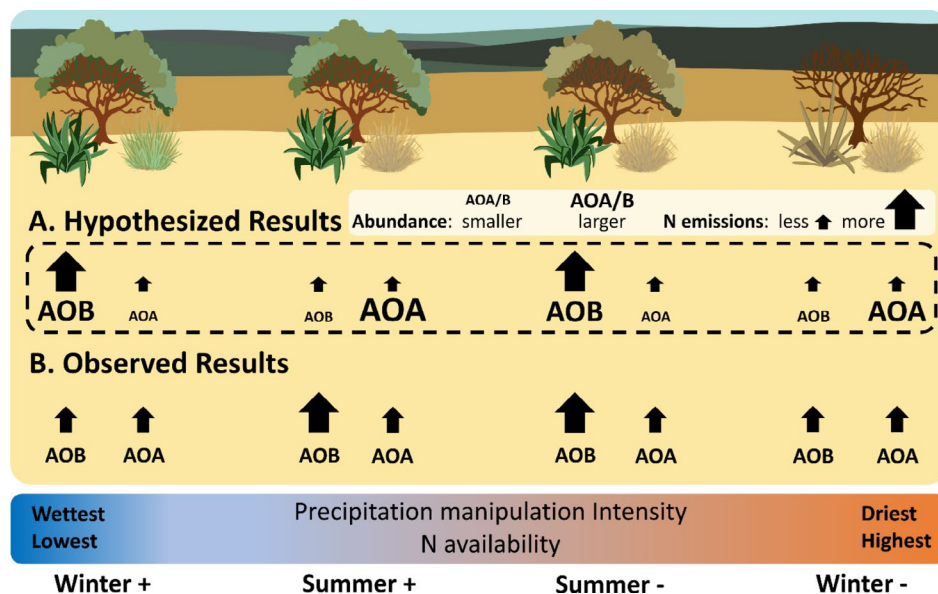 A. Hypothesized Results
AOA/B AOA/B
Abundance: smaller larger N emissions: less more
AOB AOA AOB AOA AOB AOA AOB AOA
B. Observed Results
AOB AOA AOB AOA AOB AOA AOB AOA
Wettest Precipitation manipulation Intensity Driest
Lowest N availability Highest
Winter + Summer + Summer - Winter -